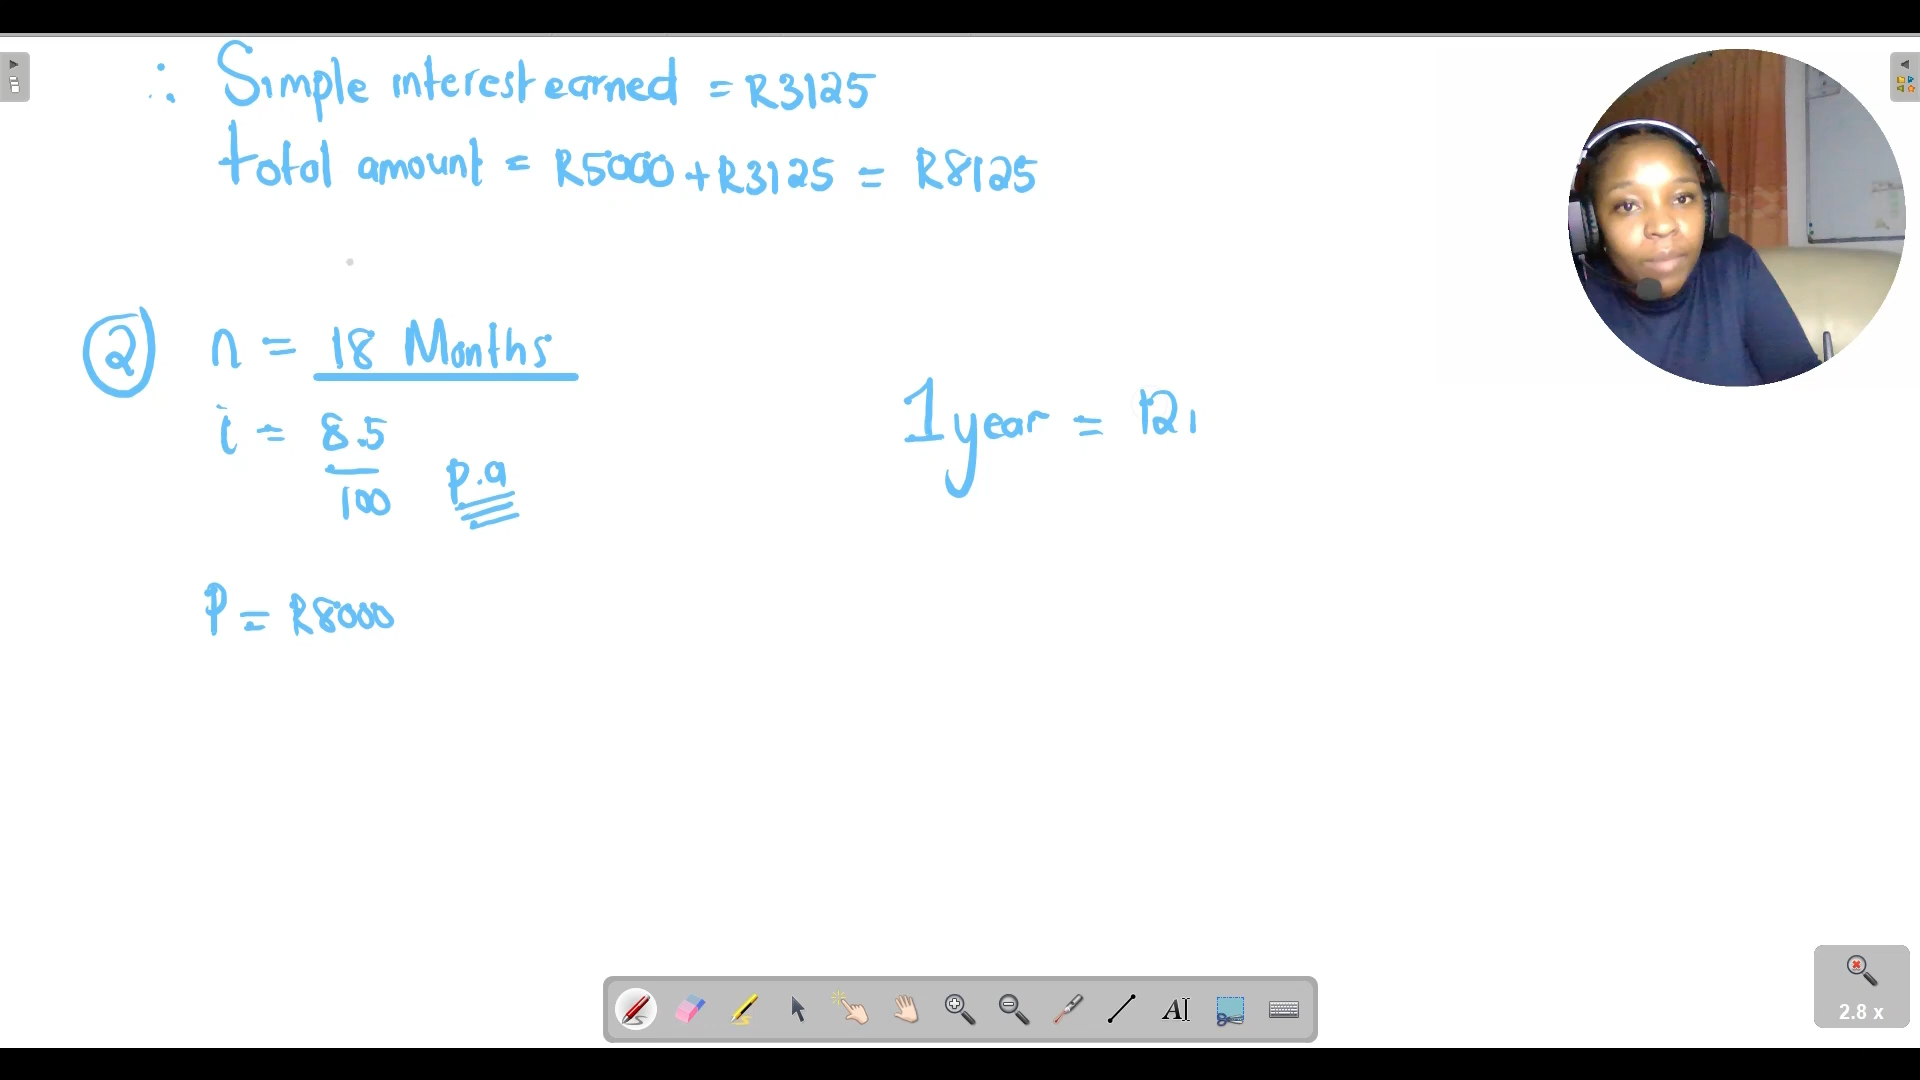 ∴ Simple interest earned = R3125
total amount = R5000 + R3125 = R8125
② n = 18 Months
i = 8.5
100
p.a
1 year = 12
P = R8000
AI
2.8 x